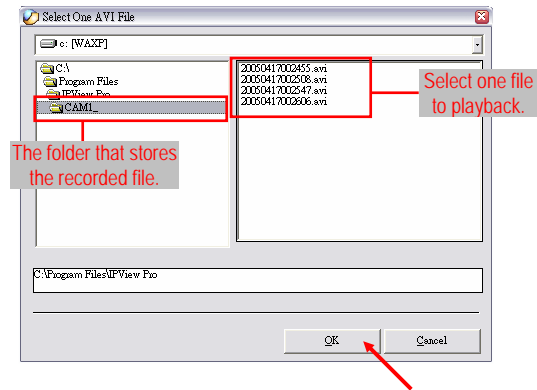 Select One AVI File
c: [WAXP]
C:\
Program Files
IPView Pro
CAM1_
20050417002455.avi
20050417002508.avi
20050417002547.avi
20050417002606.avi
Select one file
to playback.
The folder that stores
the recorded file.
C:\Program Files\IPView Pro
OK
Cancel